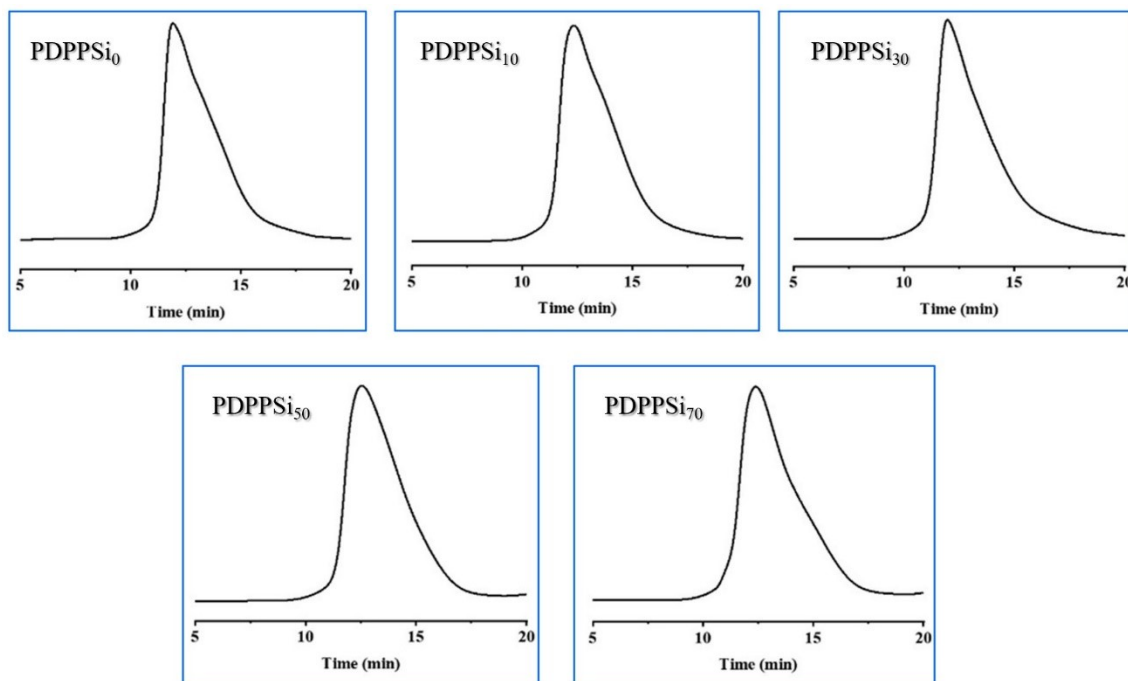 PDPPSi₀
5 10 15 20
Time (min)
PDPPSi₁₀
5 10 15 20
Time (min)
PDPPSi₃₀
5 10 15 20
Time (min)
PDPPSi₅₀
5 10 15 20
Time (min)
PDPPSi₇₀
5 10 15 20
Time (min)